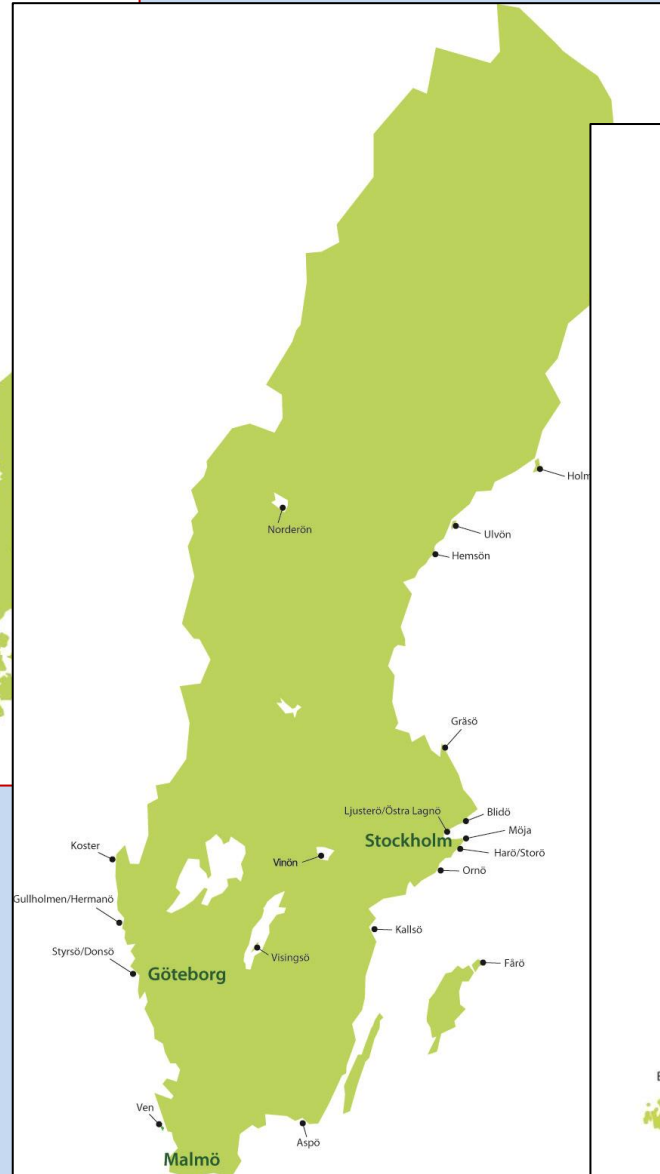 Holm
Norderön
Ulvön
Hemsön
Gräsö
Ljusterö/Östra Lagnö
Blidö
Möja
Stockholm
Harö/Storö
Koster
Vinön
Ornö
Gullholmen/Hermanö
Kallsö
Styrsö/Donsö
Visingsö
Göteborg
Fårö
Ven
Aspö
Malmö